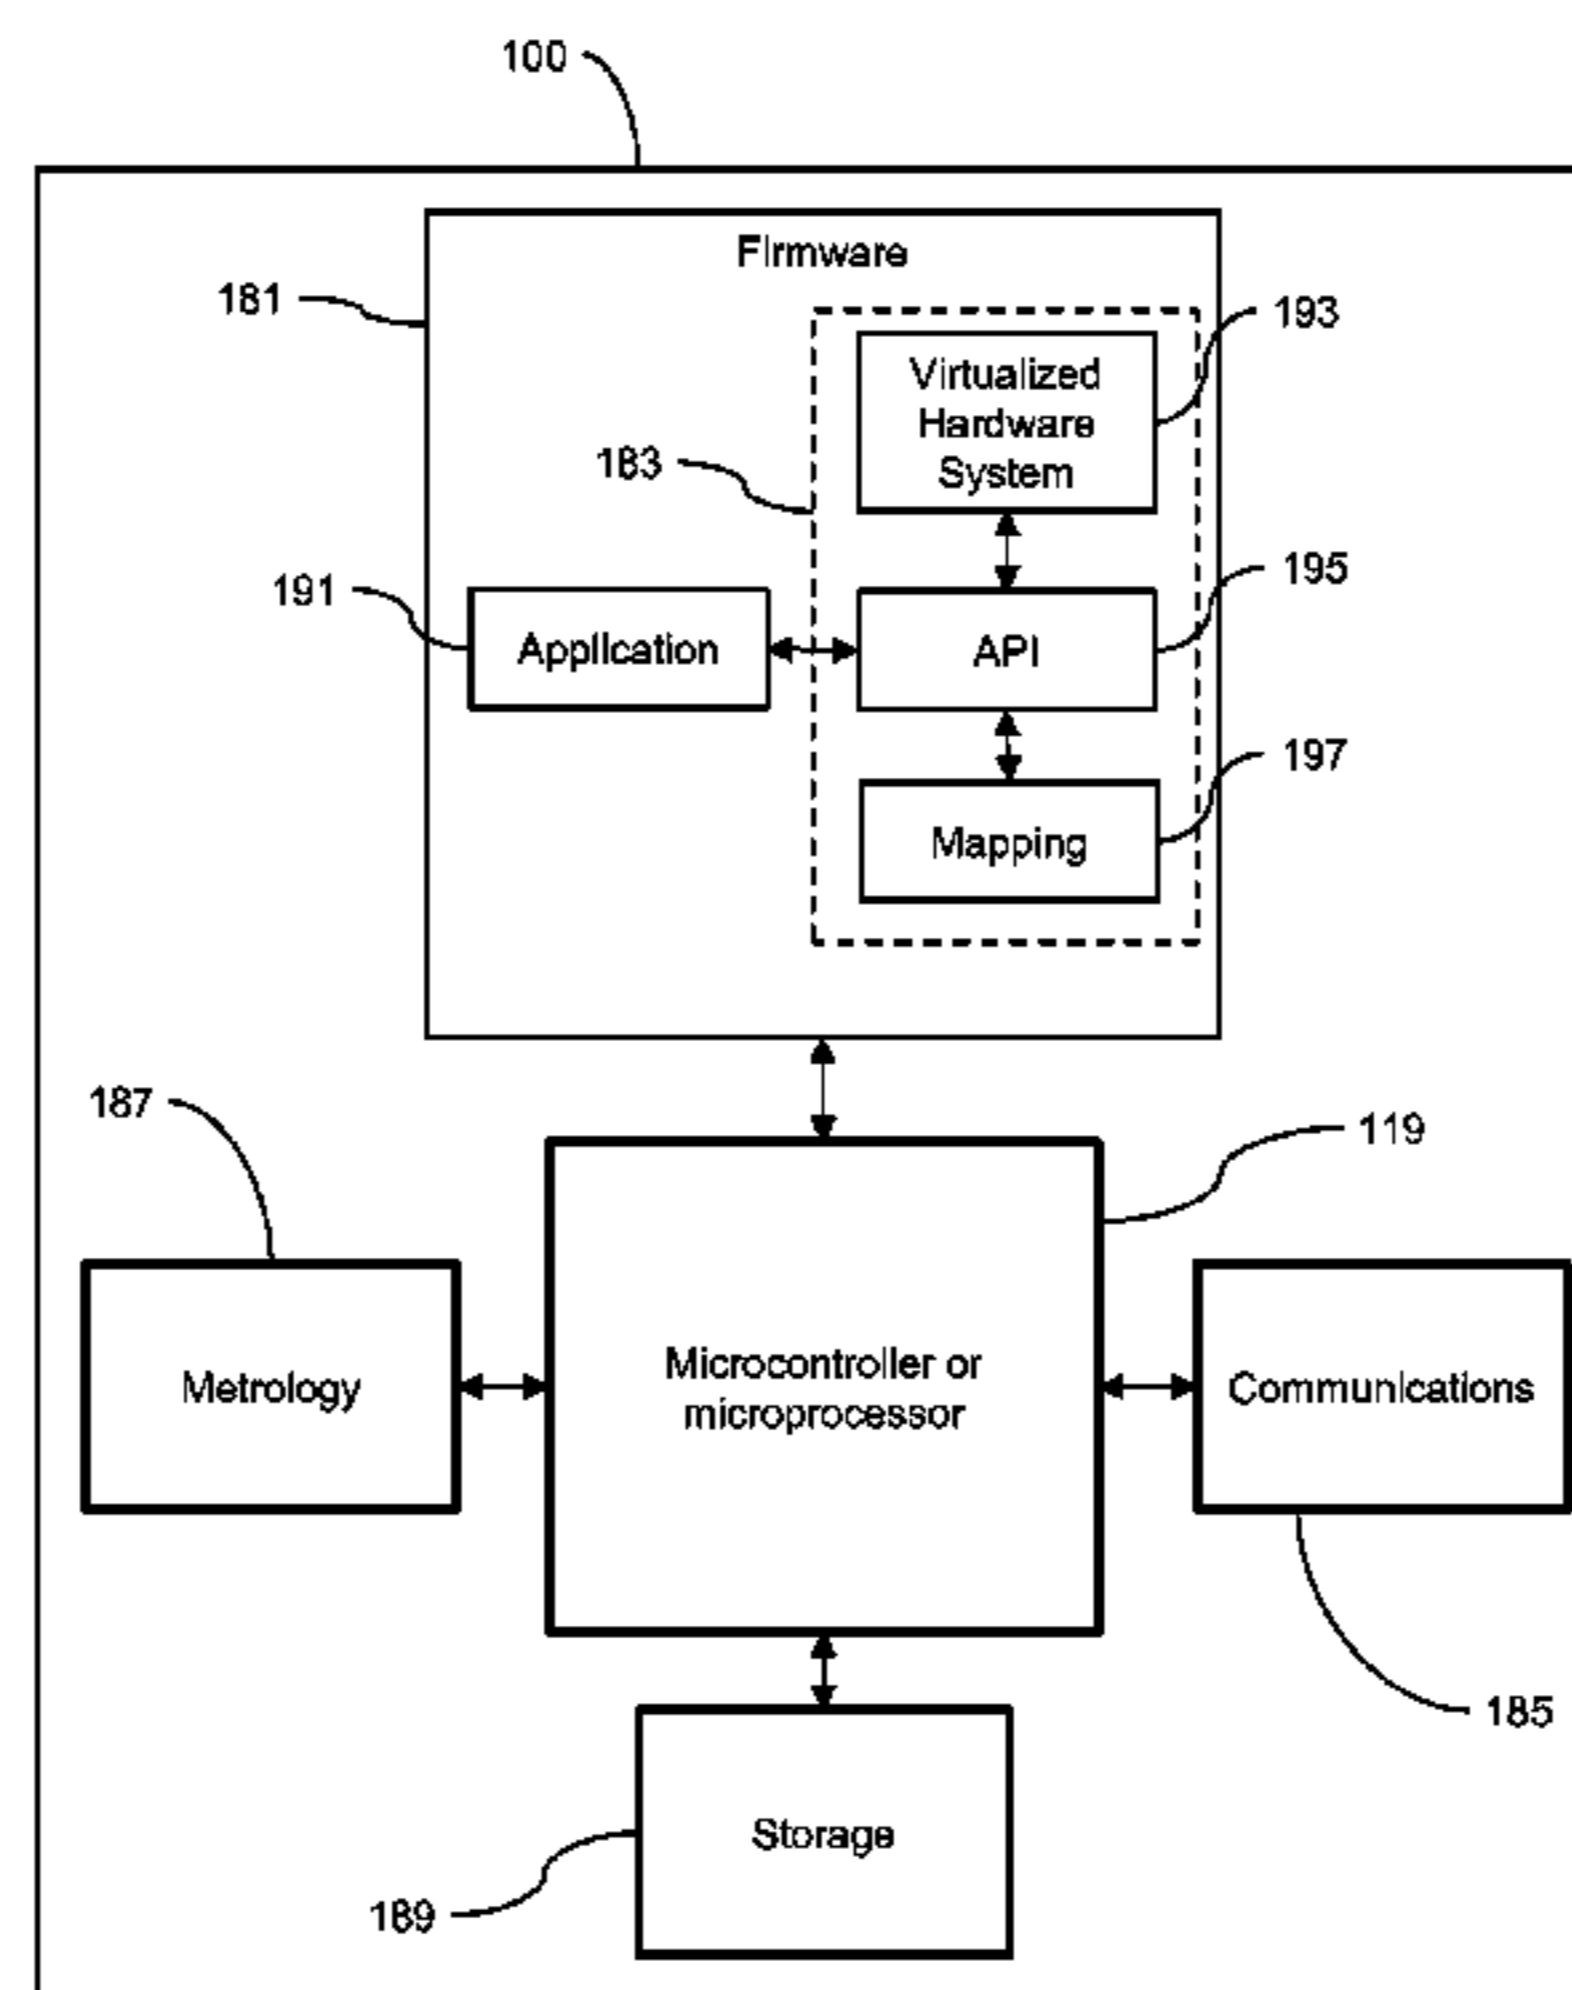 100
Firmware
181
193
Virtualized
Hardware
System
183
195
191
Application
API
197
Mapping
187
119
Metrology
Microcontroller or
microprocessor
Communications
185
Storage
189